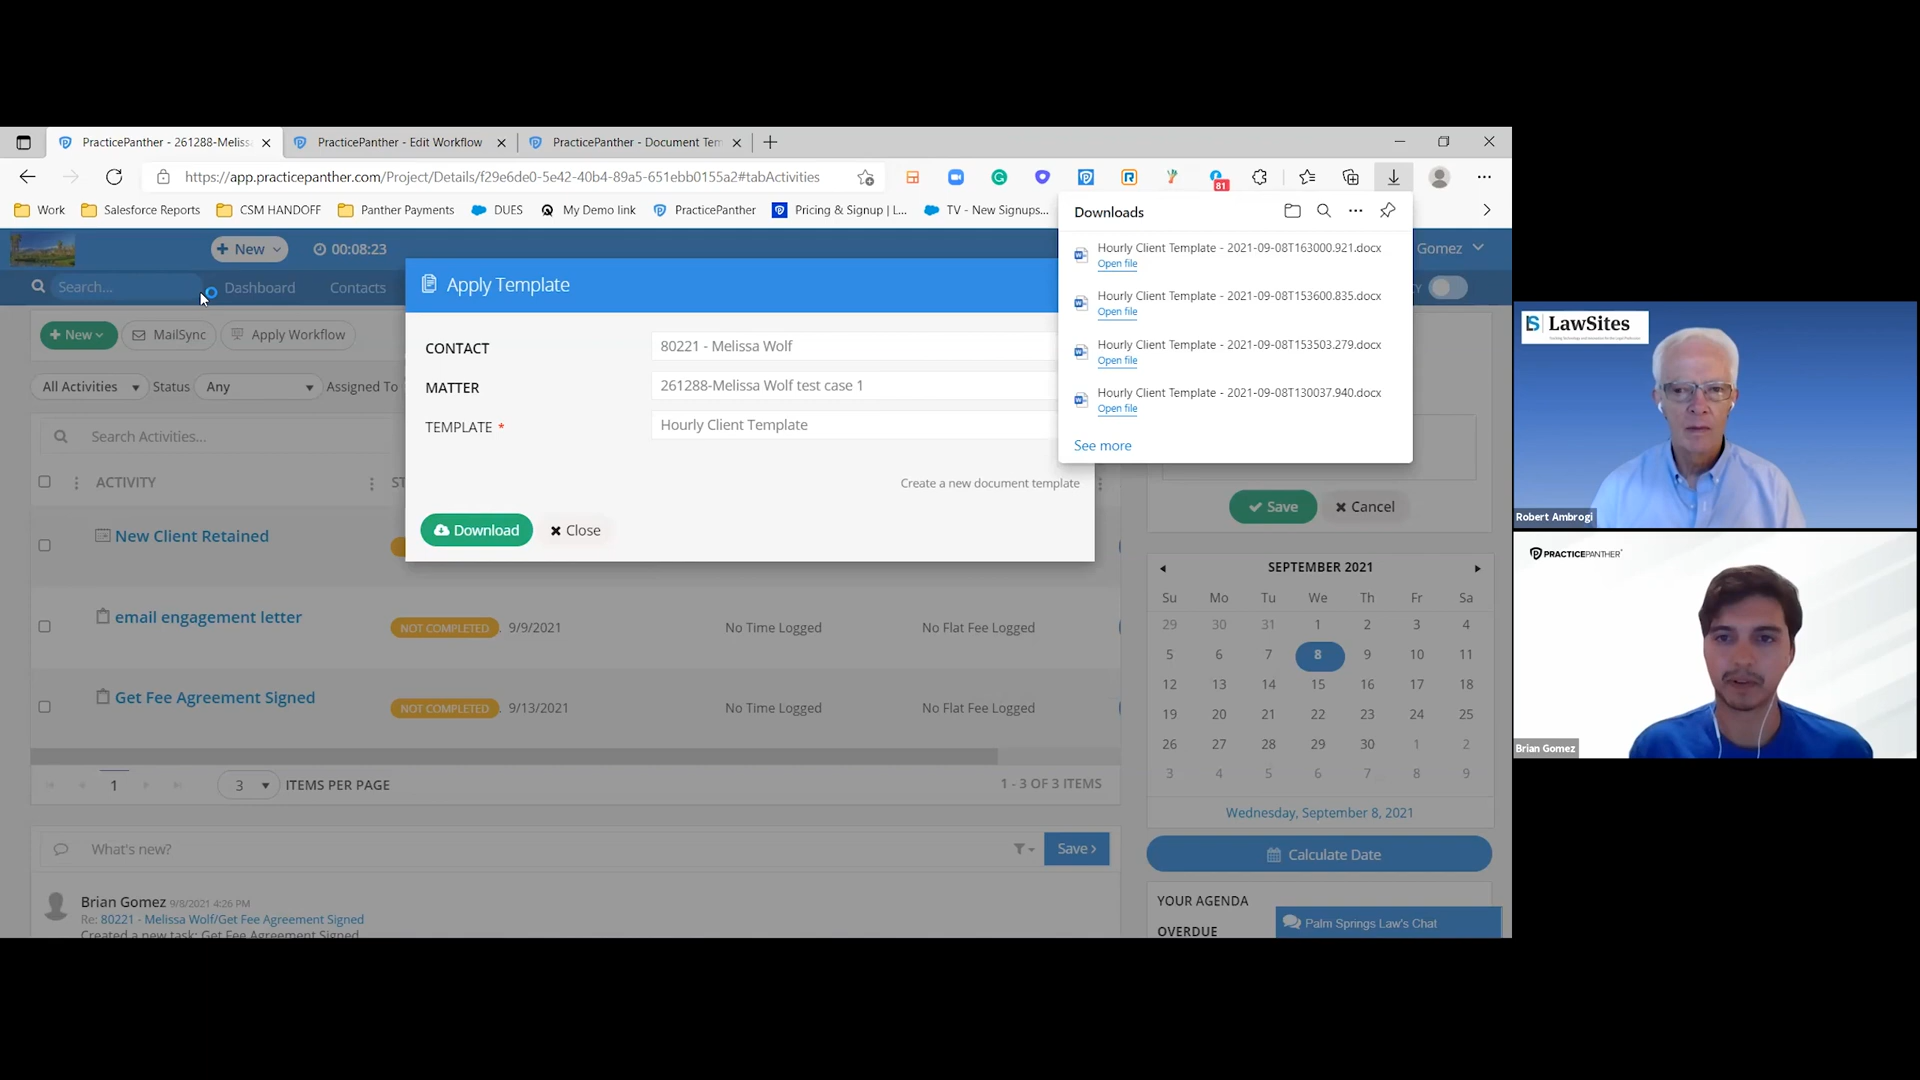 PracticePanther - 261288-Meliss
PracticePanther - Edit Workflow
PracticePanther - Document Tem
https://app.practicepanther.com/Project/Details/f29e6de0-5e42-40b4-89a5-651ebb0155a2#tabActivities
81
Work
Salesforce Reports
CSM HANDOFF
Panther Payments
DUES
My Demo link
PracticePanther
Pricing & Signup | L...
TV - New Signups...
Downloads
Hourly Client Template - 2021-09-08T163000.921.docx
Open file
Hourly Client Template - 2021-09-08T153600.835.docx
Open file
Hourly Client Template - 2021-09-08T153503.279.docx
Open file
Hourly Client Template - 2021-09-08T130037.940.docx
Open file
See more
New
00:08:23
Gomez
Search...
Dashboard
Contacts
Apply Template
CONTACT
80221 - Melissa Wolf
MATTER
261288-Melissa Wolf test case 1
TEMPLATE *
Hourly Client Template
Create a new document template
Download
Close
New
MailSync
Apply Workflow
All Activities
Status
Any
Assigned To
Search Activities...
ACTIVITY
ST
New Client Retained
email engagement letter
NOT COMPLETED
9/9/2021
No Time Logged
No Flat Fee Logged
Get Fee Agreement Signed
NOT COMPLETED
9/13/2021
No Time Logged
No Flat Fee Logged
1
3
ITEMS PER PAGE
1 - 3 OF 3 ITEMS
What's new?
Save
Brian Gomez 9/8/2021 4:26 PM
Re: 80221 - Melissa Wolf/Get Fee Agreement Signed
Created a new task: Get Fee Agreement Signed
Save
Cancel
SEPTEMBER 2021
Su Mo Tu We Th Fr Sa
29 30 31 1 2 3 4
5 6 7 8 9 10 11
12 13 14 15 16 17 18
19 20 21 22 23 24 25
26 27 28 29 30 1 2
3 4 5 6 7 8 9
Wednesday, September 8, 2021
Calculate Date
YOUR AGENDA
OVERDUE
Palm Springs Law's Chat
LawSites
Robert Ambrogi
PRACTICEPANTHER
Brian Gomez